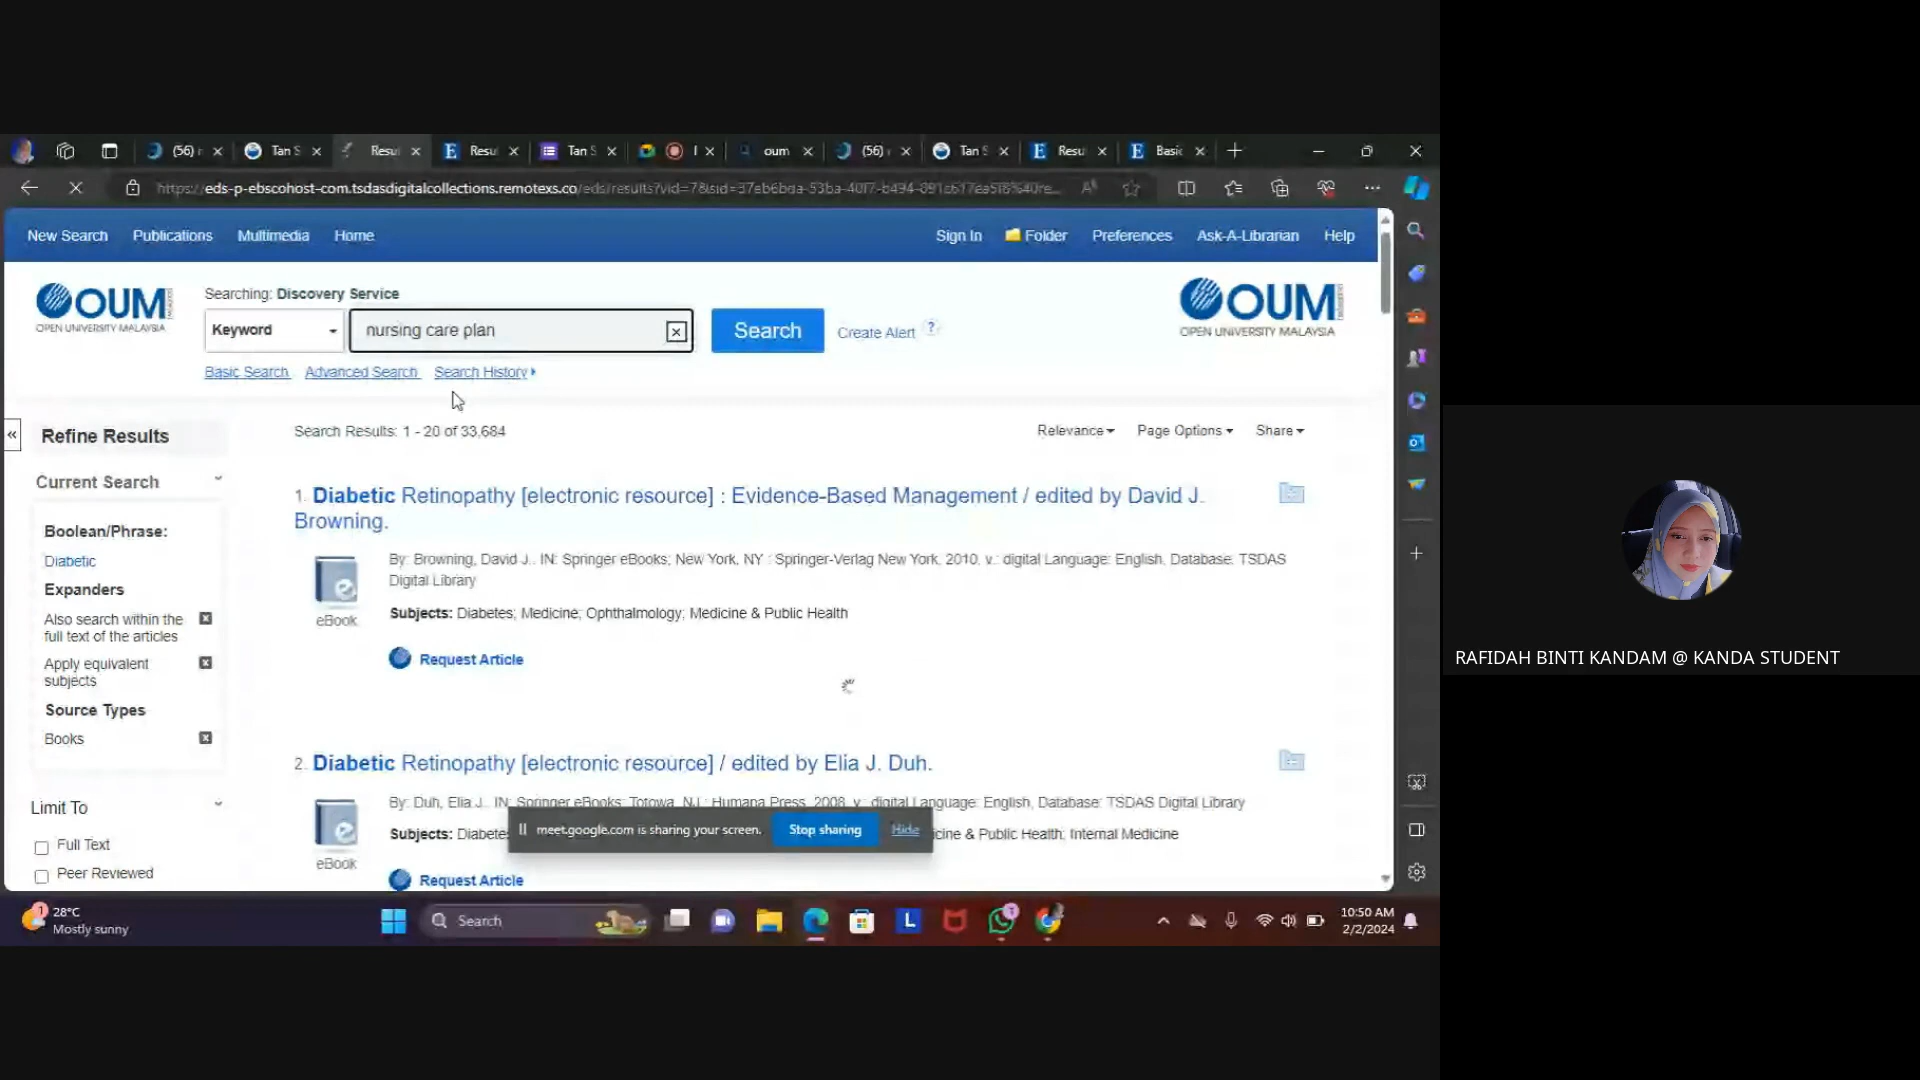 (56)
Tan S
Resu
Resu
Tan S
oum
(56)
Tan S
Resu
Basic
https://eds-p-ebscohost-com.tsdasdigitalcollections.remotexs.co/eds/results?vid=7&sid=
New Search
Publications
Multimedia
Home
Sign In
Folder
Preferences
Ask-A-Librarian
Help
OUM
OPEN UNIVERSITY MALAYSIA
Searching: Discovery Service
Keyword
nursing care plan
Search
Create Alert
?
Basic Search
Advanced Search
Search History
OUM
OPEN UNIVERSITY MALAYSIA
«
Refine Results
Current Search
Boolean/Phrase:
Diabetic
Expanders
Also search within the
full text of the articles
Apply equivalent
subjects
Source Types
Books
Limit To
Full Text
Peer Reviewed
Search Results: 1 - 20 of 33,684
Relevance
Page Options
Share
1. Diabetic Retinopathy [electronic resource] : Evidence-Based Management / edited by David J.
Browning.
By: Browning, David J.. IN: Springer eBooks; New York, NY : Springer-Verlag New York, 2010. v.: digital Language: English, Database: TSDAS
Digital Library
eBook
Subjects: Diabetes; Medicine; Ophthalmology; Medicine & Public Health
Request Article
2. Diabetic Retinopathy [electronic resource] / edited by Elia J. Duh.
By: Duh, Elia J.. IN: Springer eBooks; Totowa, NJ : Humana Press, 2008. v.: digital Language: English, Database: TSDAS Digital Library
Subjects: Diabete
cine & Public Health; Internal Medicine
eBook
Request Article
meet.google.com is sharing your screen.
Stop sharing
Hide
1
28°C
Mostly sunny
Search
L
10:50 AM
2/2/2024
RAFIDAH BINTI KANDAM @ KANDA STUDENT